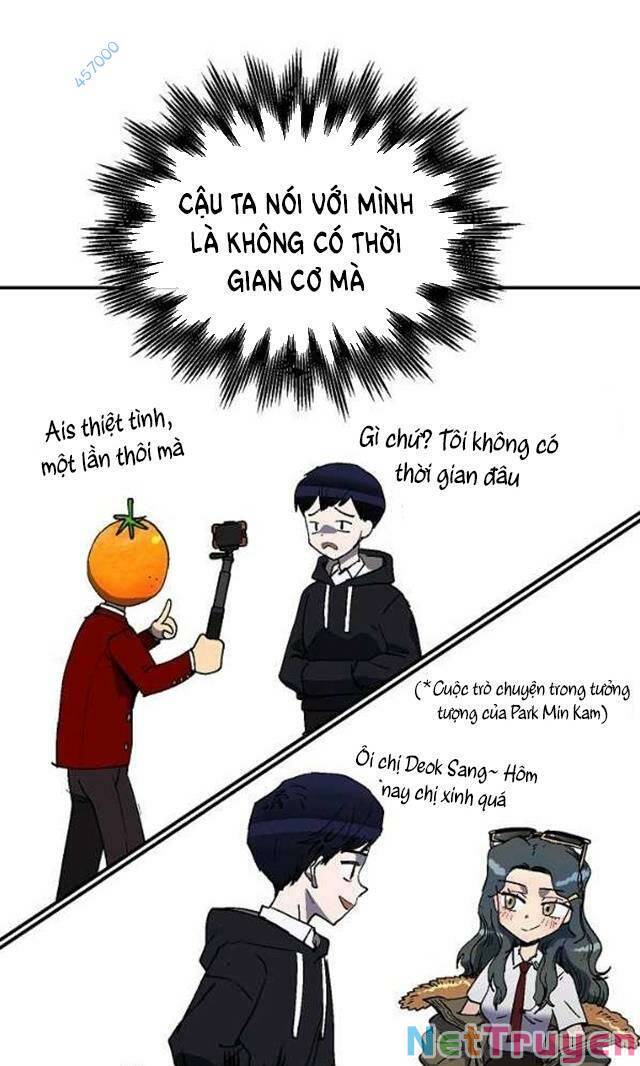 457000
CẬU TA NÓI VỚI MÌNH
LÀ KHÔNG CÓ THỜI
GIAN CƠ MÀ
Ais thiệt tình,
một lần thôi mà
Gì chứ? Tôi không có
thời gian đâu
(*Cuộc trò chuyện trong tưởng
tượng của Park Min Kam)
Ôi chị Deok Sang~ Hôm
nay chị xinh quá
NetTruyen